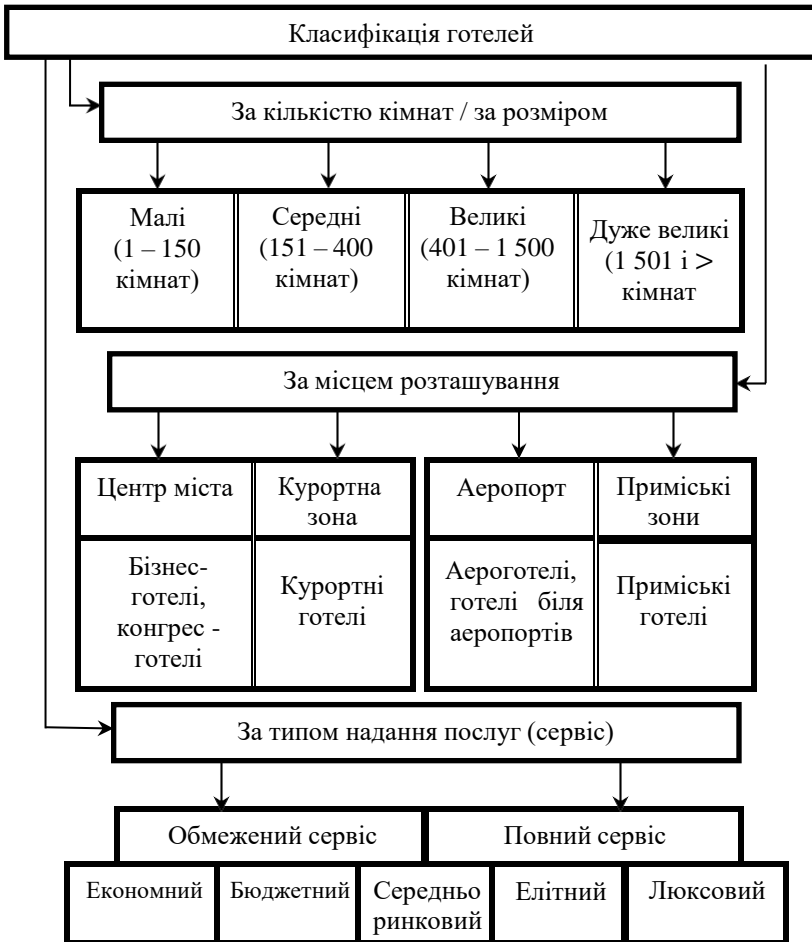 Класифікація готелей
За кількістю кімнат / за розміром
Малі
(1 – 150
кімнат)
Середні
(151 – 400
кімнат)
Великі
(401 – 1 500
кімнат)
Дуже великі
(1 501 і >
кімнат
За місцем розташування
Центр міста
Курортна
зона
Аеропорт
Приміські
зони
Бізнес-
готелі,
конгрес -
готелі
Курортні
готелі
Аероготелі,
готелі біля
аеропортів
Приміські
готелі
За типом надання послуг (сервіс)
Обмежений сервіс
Повний сервіс
Економний
Бюджетний
Середньо
ринковий
Елітний
Люксовий